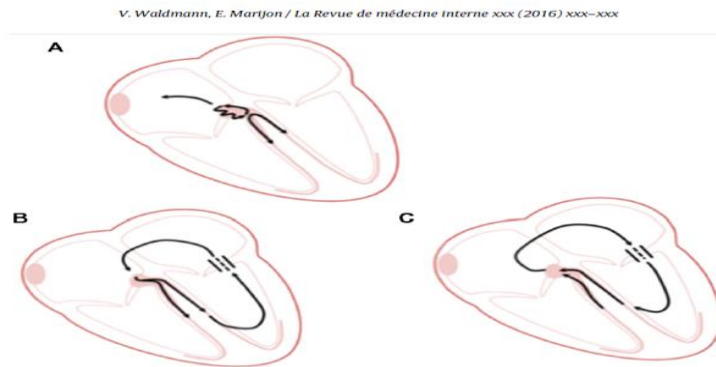 V. Waldmann, E. Marijon / La Revue de médecine interne xxx (2016) xxx–xxx
A
B
C